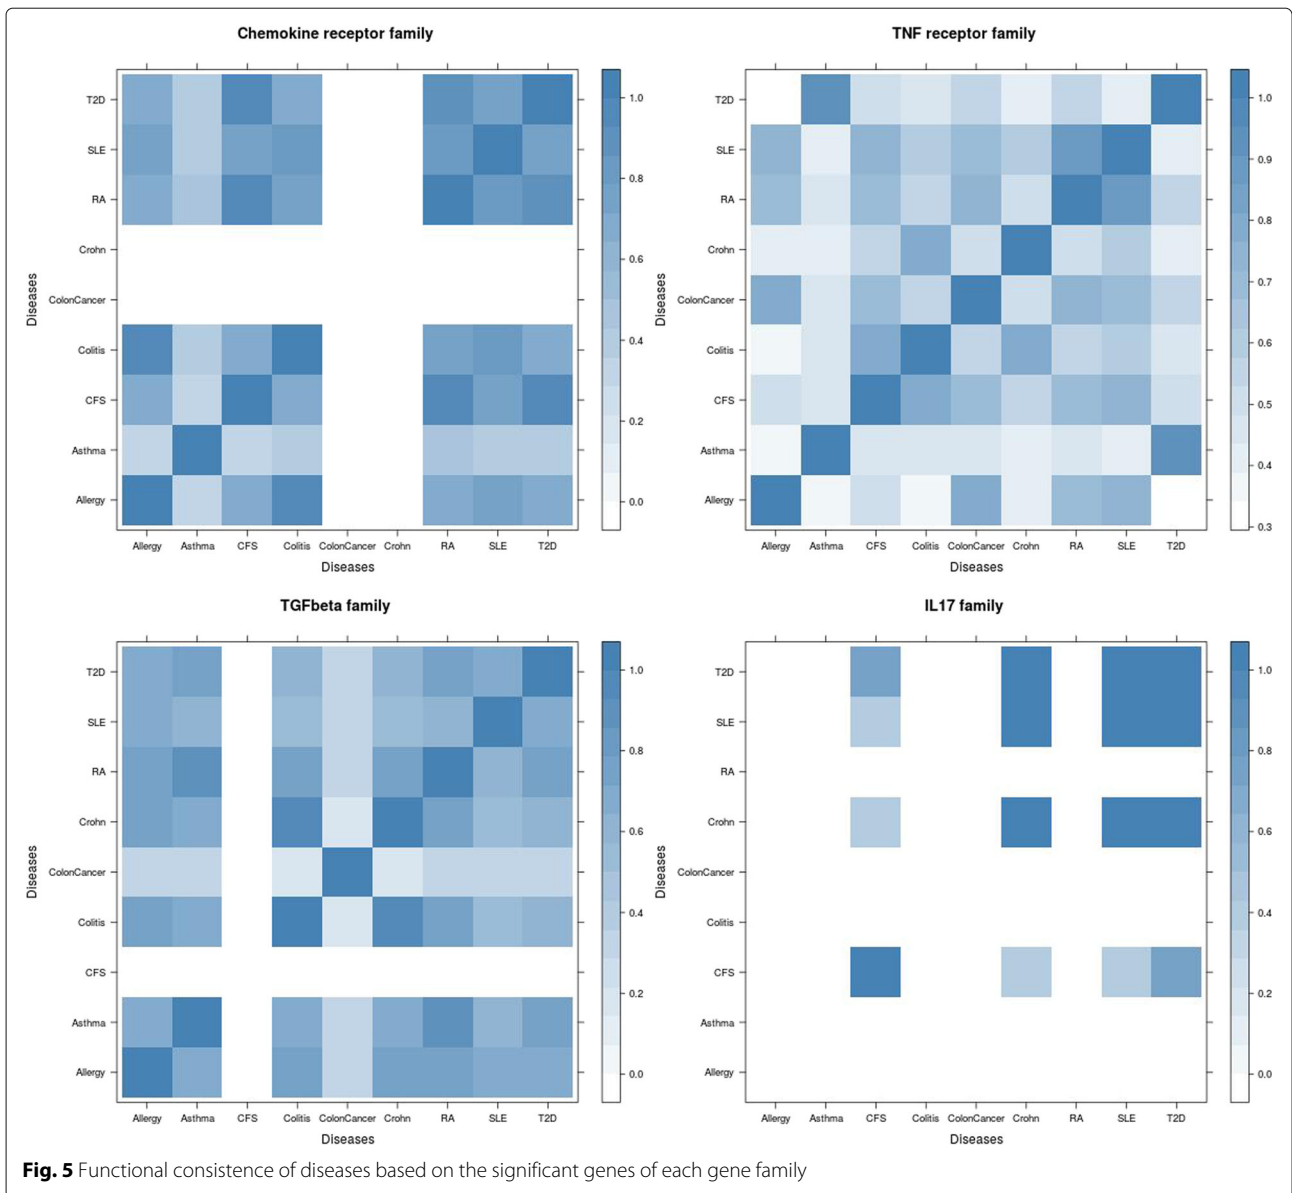 Chemokine receptor family
T2D
SLE
RA
Crohn
ColonCancer
Colitis
CFS
Asthma
Allergy
Diseases
Allergy Asthma CFS Colitis ColonCancer Crohn RA SLE T2D
Diseases
1.0
0.8
0.6
0.4
0.2
0.0
TNF receptor family
T2D
SLE
RA
Crohn
ColonCancer
Colitis
CFS
Asthma
Allergy
Diseases
Allergy Asthma CFS Colitis ColonCancer Crohn RA SLE T2D
Diseases
1.0
0.9
0.8
0.7
0.6
0.5
0.4
0.3
TGFbeta family
T2D
SLE
RA
Crohn
ColonCancer
Colitis
CFS
Asthma
Allergy
Diseases
Allergy Asthma CFS Colitis ColonCancer Crohn RA SLE T2D
Diseases
1.0
0.8
0.6
0.4
0.2
0.0
IL17 family
T2D
SLE
RA
Crohn
ColonCancer
Colitis
CFS
Asthma
Allergy
Diseases
Allergy Asthma CFS Colitis ColonCancer Crohn RA SLE T2D
Diseases
1.0
0.8
0.6
0.4
0.2
0.0
Fig. 5 Functional consistence of diseases based on the significant genes of each gene family